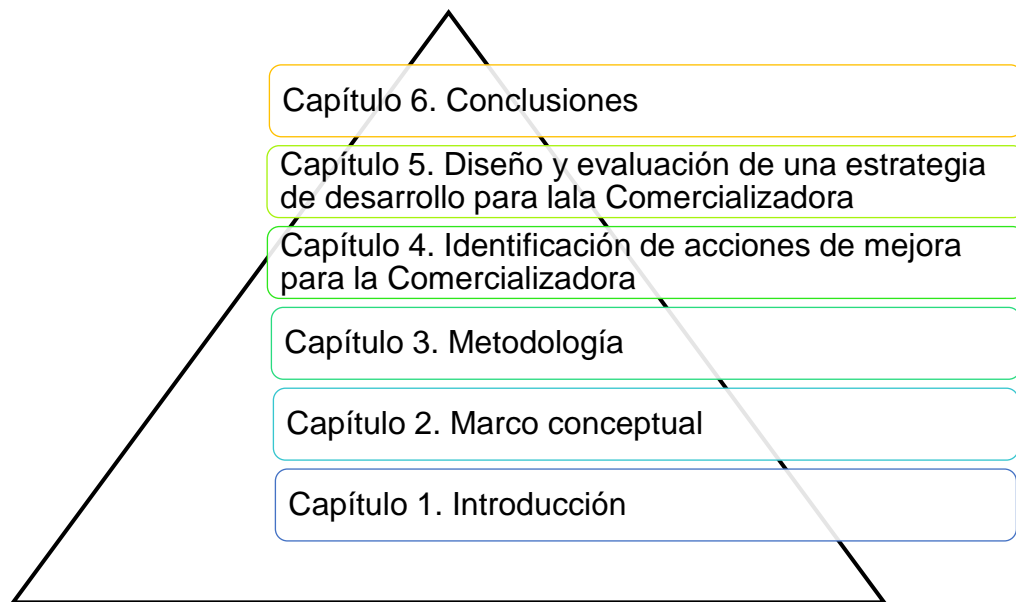 Capítulo 6. Conclusiones
Capítulo 5. Diseño y evaluación de una estrategia
de desarrollo para lala Comercializadora
Capítulo 4. Identificación de acciones de mejora
para la Comercializadora
Capítulo 3. Metodología
Capítulo 2. Marco conceptual
Capítulo 1. Introducción